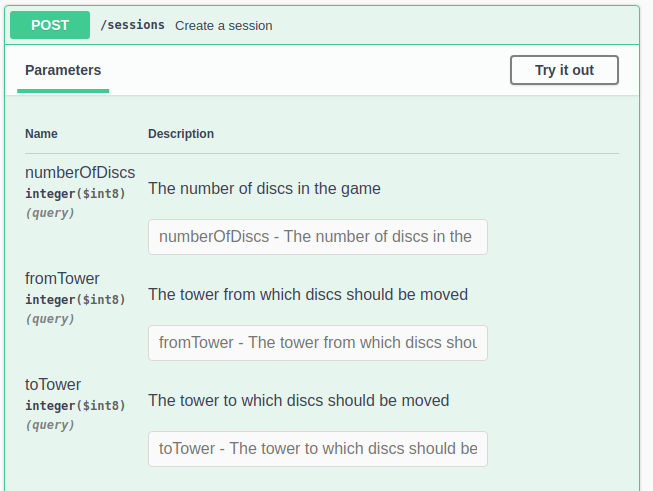 POST /sessions Create a session
Parameters Try it out
Name Description
numberOfDiscs
integer($int8)
(query)
The number of discs in the game
numberOfDiscs - The number of discs in the
fromTower
integer($int8)
(query)
The tower from which discs should be moved
fromTower - The tower from which discs shou
toTower
integer($int8)
(query)
The tower to which discs should be moved
toTower - The tower to which discs should be